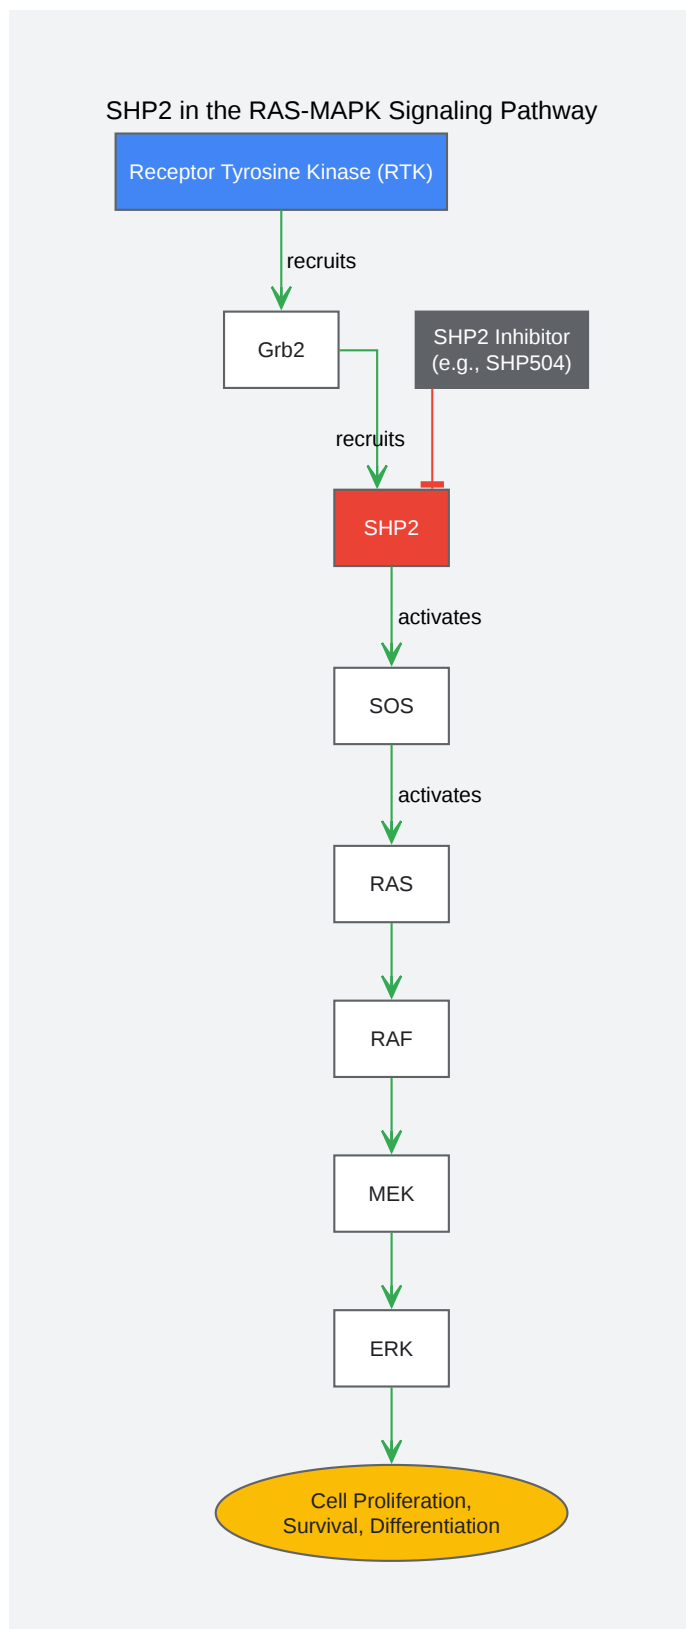 SHP2 in the RAS-MAPK Signaling Pathway
Receptor Tyrosine Kinase (RTK)
recruits
Grb2
SHP2 Inhibitor
(e.g., SHP504)
recruits
SHP2
activates
SOS
activates
RAS
RAF
MEK
ERK
Cell Proliferation,
Survival, Differentiation